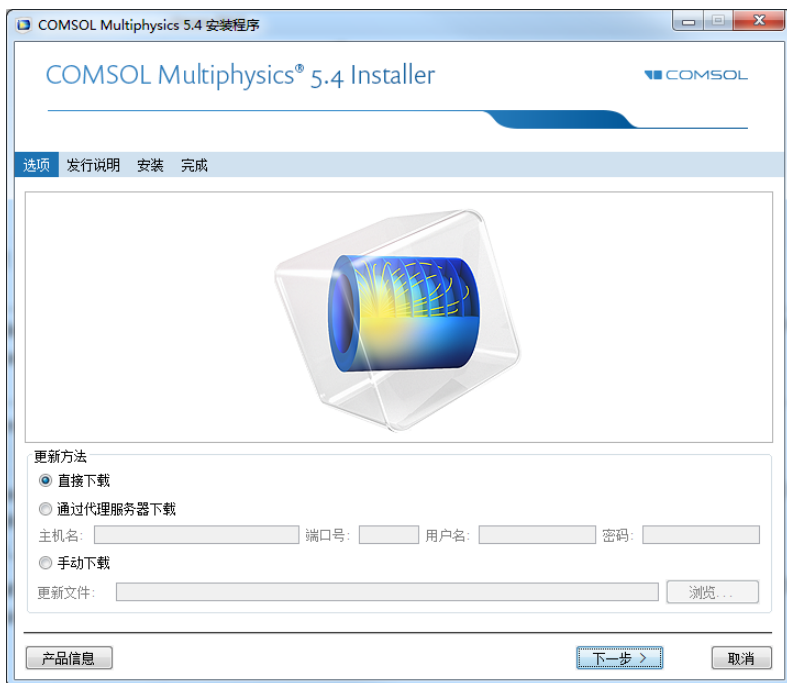 COMSOL Multiphysics 5.4 安装程序
COMSOL Multiphysics® 5.4 Installer
COMSOL
选项 发行说明 安装 完成
更新方法
直接下载
通过代理服务器下载
主机名: 端口号: 用户名: 密码:
手动下载
更新文件: 浏览...
产品信息 下一步 > 取消